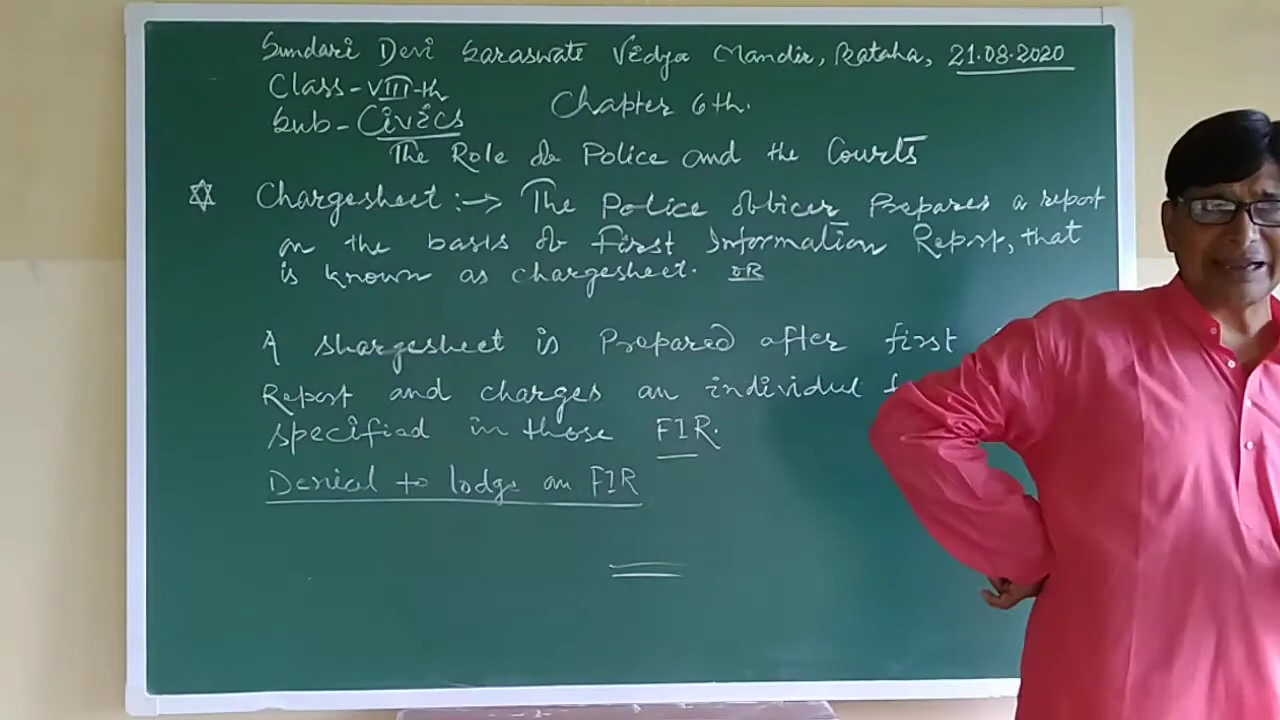 Sundari Devi Saraswati Vidya Mandir, Rataha, 21.08.2020
Class-VIII-th
Chapter 6th.
Sub-Civics
The Role of Police and the Courts
Chargesheet :-> The Police officer Prepares a report
on the basis of First Information Report, that
is known as chargesheet. OR
A shargesheet is Prepared after first
Report and charges an individul
specified in those FIR.
Denial to lodge an FIR